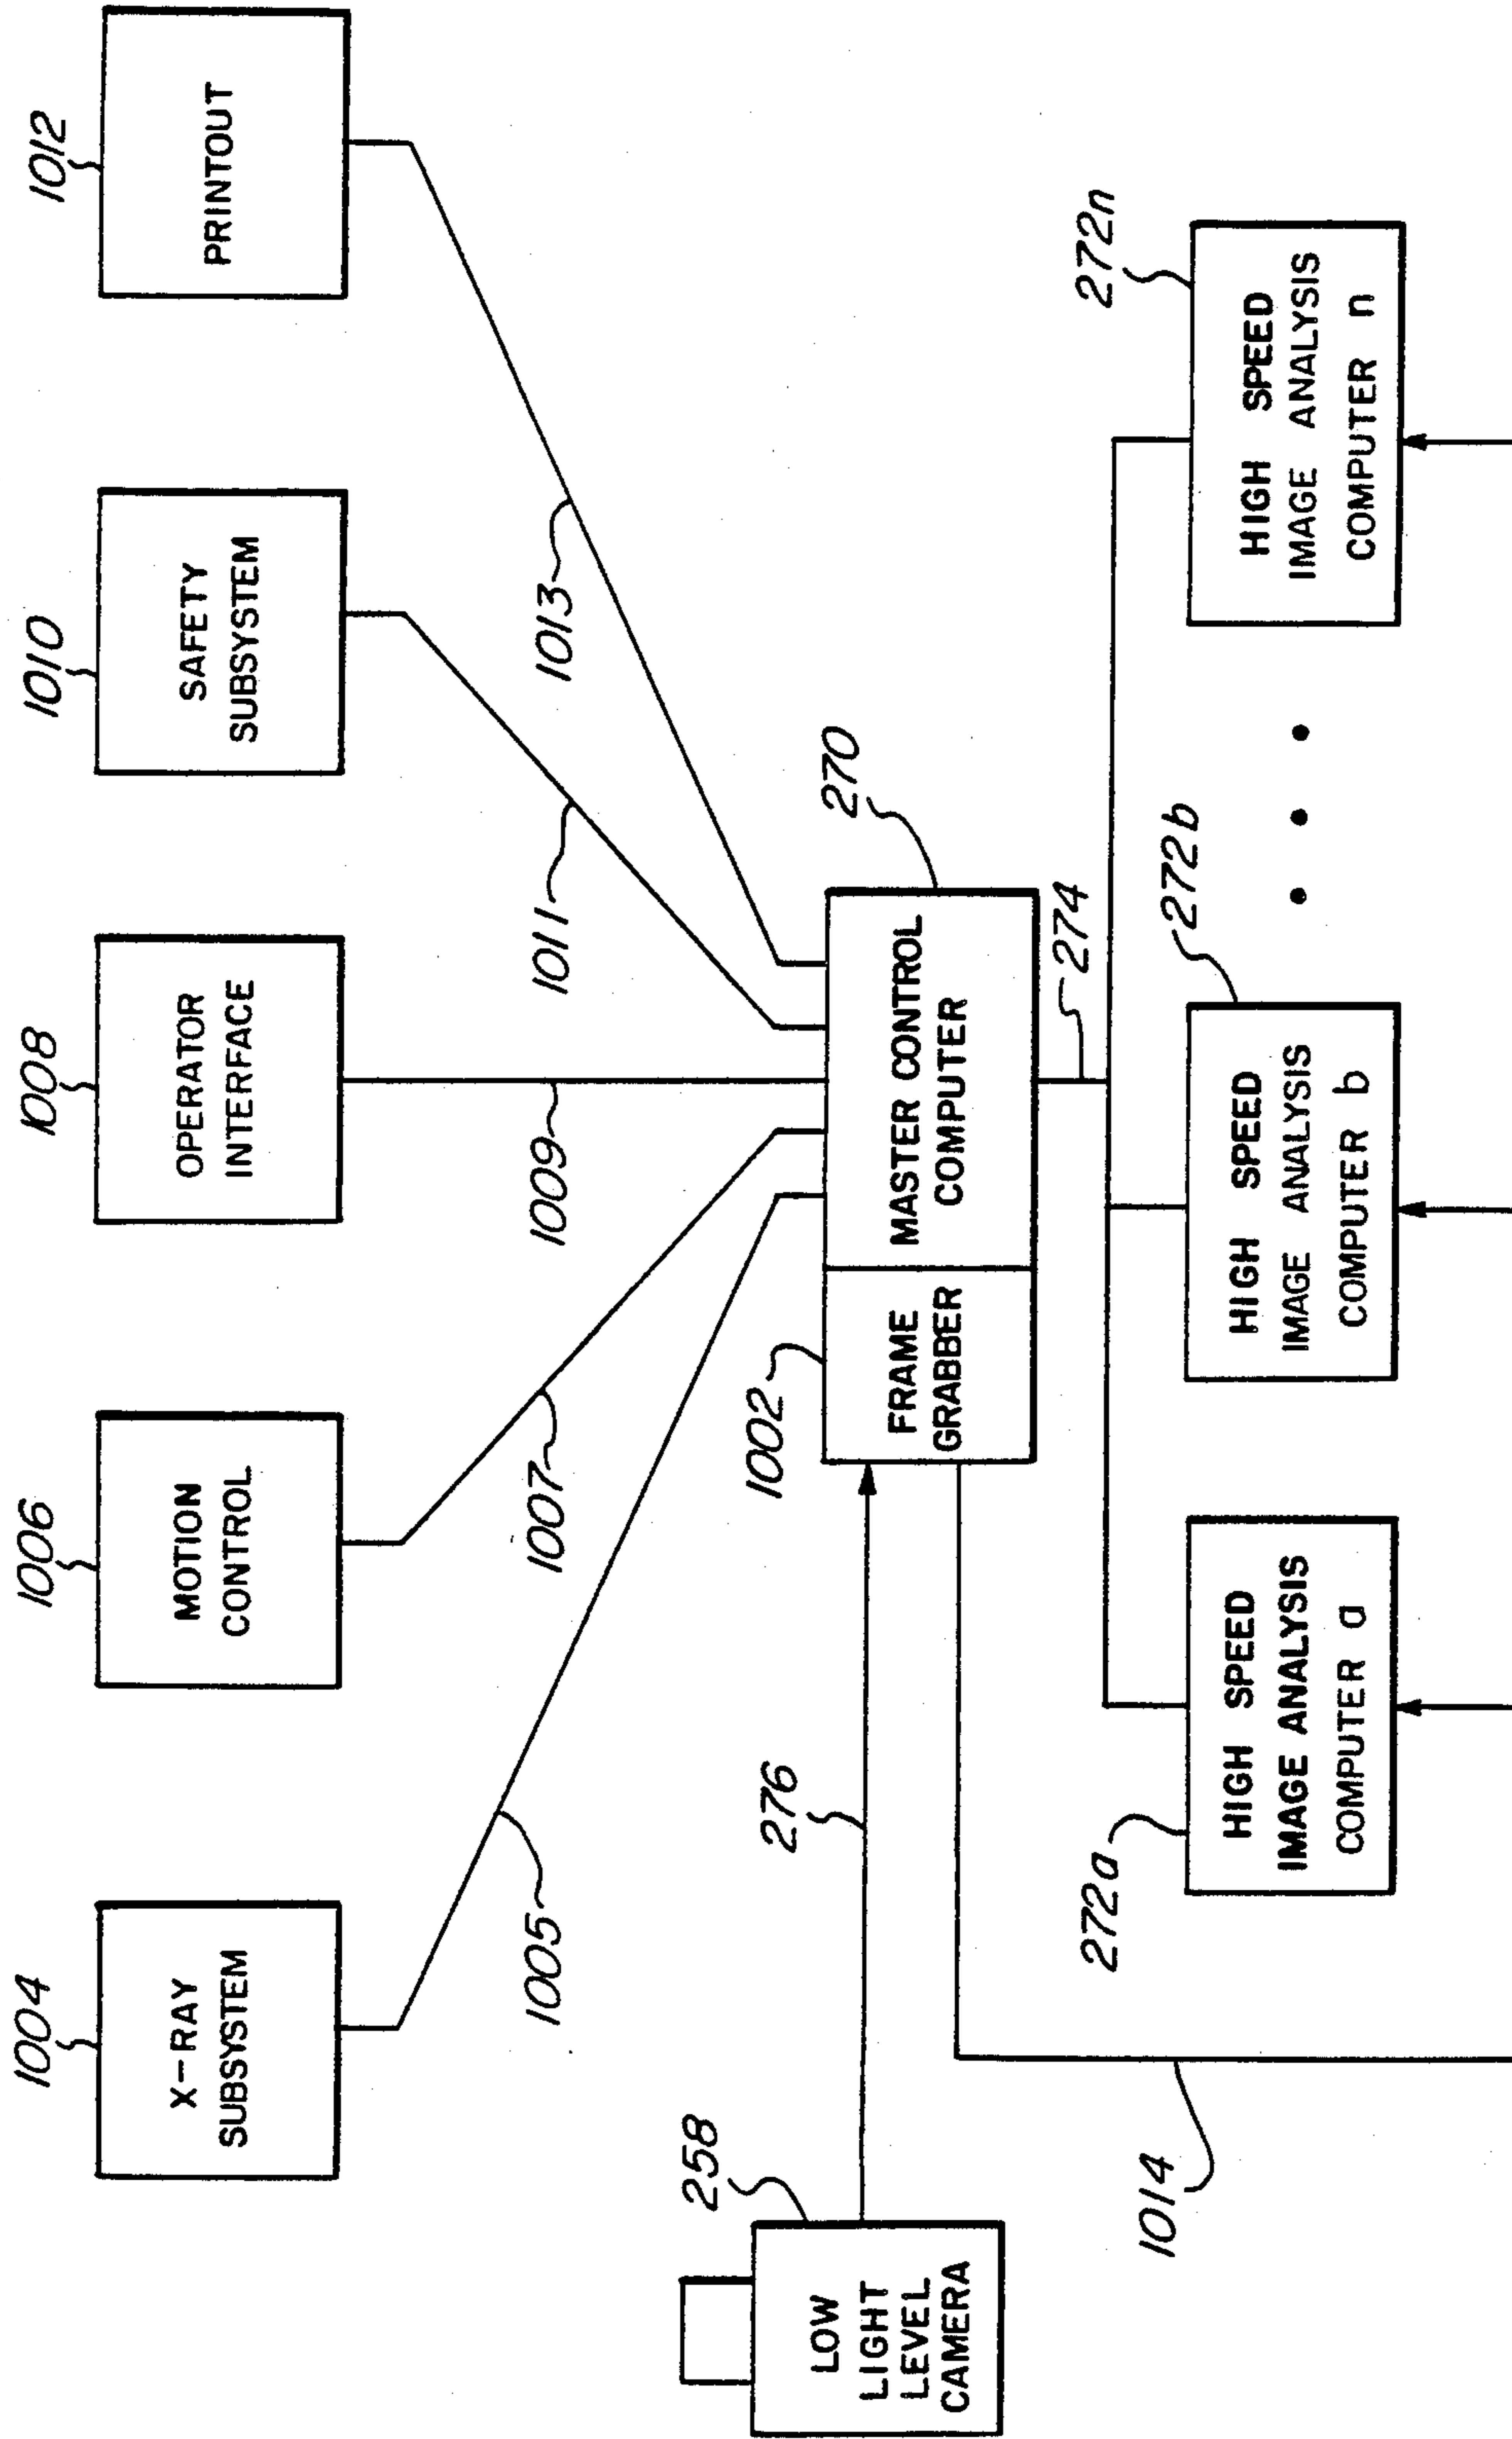 1004
X-RAY
SUBSYSTEM
1006
MOTION
CONTROL
1008
OPERATOR
INTERFACE
1010
SAFETY
SUBSYSTEM
1012
PRINTOUT
1005
1007
1009
1011
1013
258
LOW
LIGHT
LEVEL
CAMERA
276
1002
FRAME
GRABBER
MASTER CONTROL
COMPUTER
270
274
1014
272a
HIGH SPEED
IMAGE ANALYSIS
COMPUTER a
272b
HIGH SPEED
IMAGE ANALYSIS
COMPUTER b
• • •
272n
HIGH SPEED
IMAGE ANALYSIS
COMPUTER n